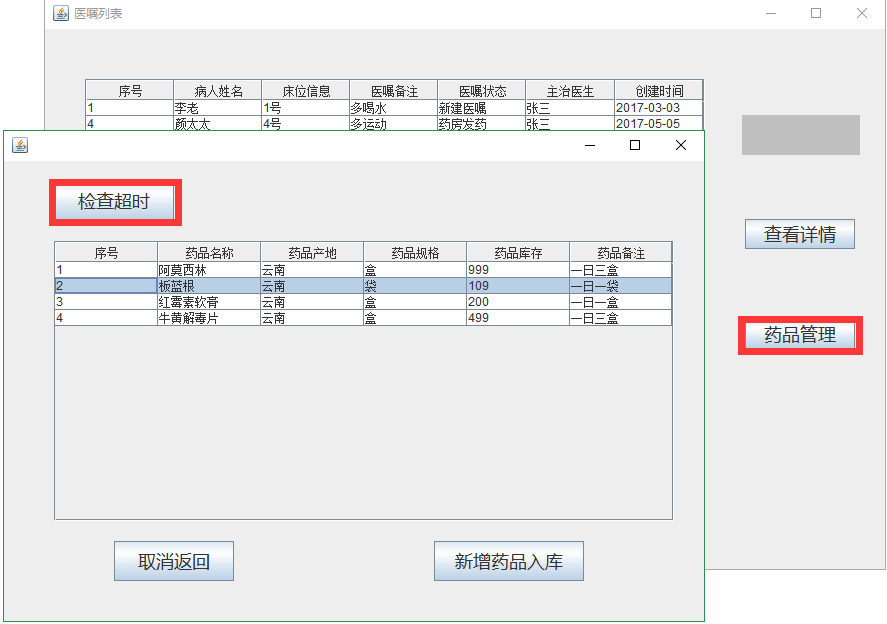 医嘱列表
序号 病人姓名 床位信息 医嘱备注 医嘱状态 主治医生 创建时间
1 李老 1号 多喝水 新建医嘱 张三 2017-03-03
4 颜太太 4号 多运动 药房发药 张三 2017-05-05
查看详情
药品管理
检查超时
序号 药品名称 药品产地 药品规格 药品库存 药品备注
1 阿莫西林 云南 盒 999 一日三盒
2 板蓝根 云南 袋 109 一日一袋
3 红霉素软膏 云南 盒 200 一日一盒
4 牛黄解毒片 云南 盒 499 一日三盒
取消返回 新增药品入库